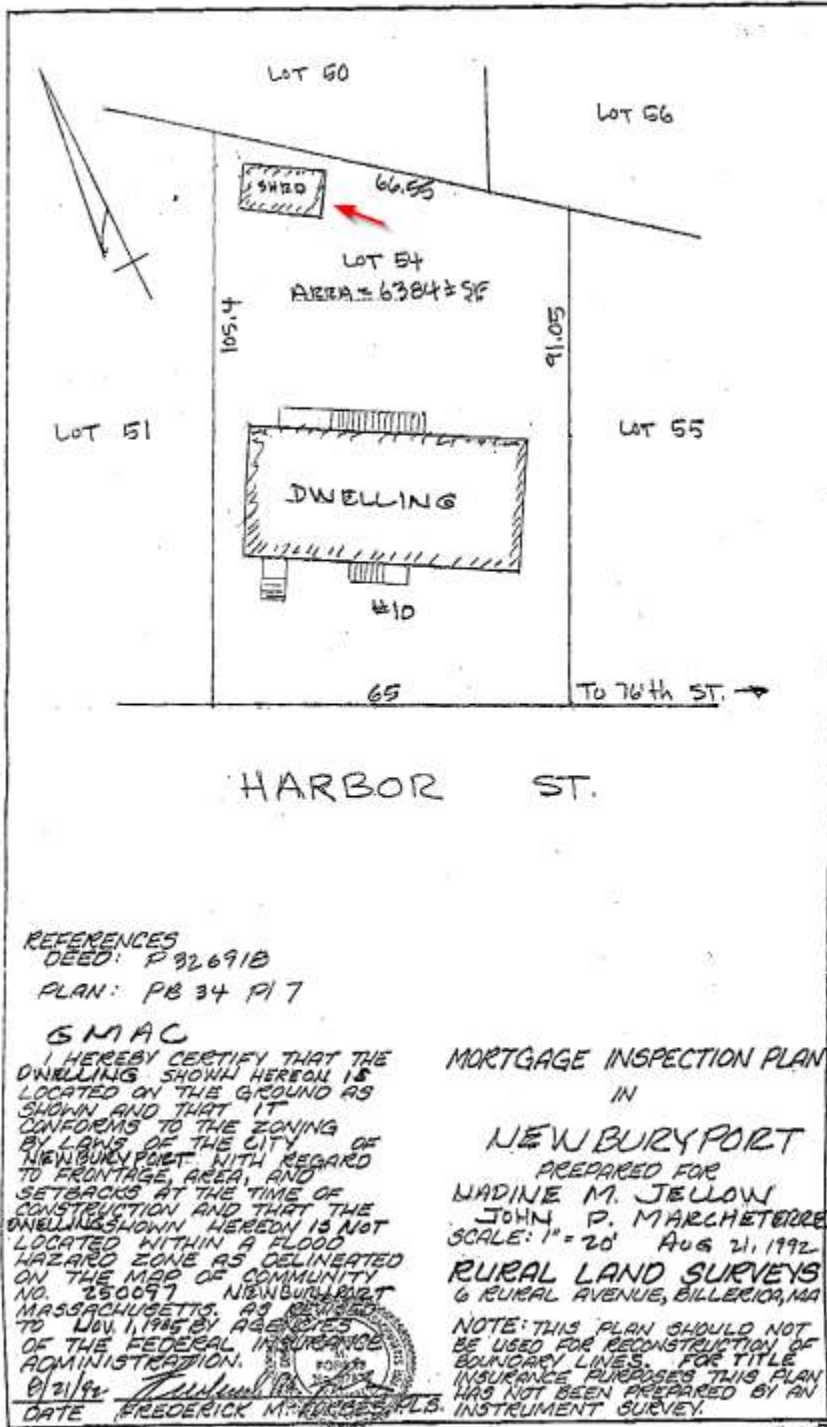 LOT 50
LOT 56
SHED
66.55
LOT 54
AREA = 6384± SF
105.4
91.05
LOT 51
LOT 55
DWELLING
#10
65
TO 76th ST.
HARBOR ST.
REFERENCES
DEED: P 32691B
PLAN: PB 34 Pl 7
GMAC
I HEREBY CERTIFY THAT THE
DWELLING SHOWN HEREON IS
LOCATED ON THE GROUND AS
SHOWN AND THAT IT
CONFORMS TO THE ZONING
BY LAWS OF THE CITY OF
NEWBURYPORT WITH REGARD
TO FRONTAGE, AREA, AND
SETBACKS AT THE TIME OF
CONSTRUCTION AND THAT THE
DWELLING SHOWN HEREON IS NOT
LOCATED WITHIN A FLOOD
HAZARD ZONE AS DELINEATED
ON THE MAP OF COMMUNITY
NO. 250097 NEWBURYPORT
MASSACHUSETTS. AS REVISED
TO NOV 1, 1985 BY AGENCIES
OF THE FEDERAL INSURANCE
ADMINISTRATION.
8/21/92
DATE FREDERICK M. FORBES, P.L.S.
MORTGAGE INSPECTION PLAN
IN
NEWBURYPORT
PREPARED FOR
NADINE M. JELLOW
JOHN P. MARCHETERRE
SCALE: 1" = 20' AUG 21, 1992
RURAL LAND SURVEYS
6 RURAL AVENUE, BILLERICA, MA
NOTE: THIS PLAN SHOULD NOT
BE USED FOR RECONSTRUCTION OF
BOUNDARY LINES. FOR TITLE
INSURANCE PURPOSES THIS PLAN
HAS NOT BEEN PREPARED BY AN
INSTRUMENT SURVEY.